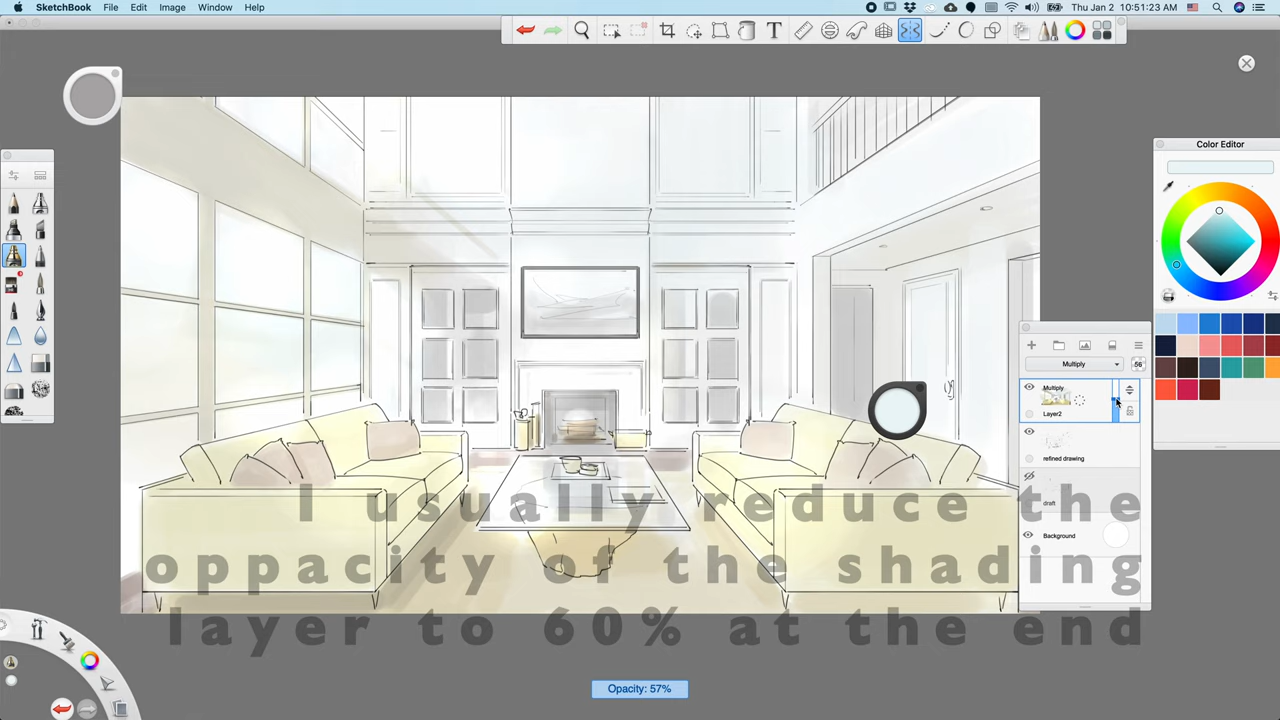 SketchBook File Edit Image Window Help Thu Jan 2 10:51:23 AM
Color Editor
Multiply 56
Multiply
Layer2
refined drawing
draft
Background
I usually reduce the
oppacity of the shading
layer to 60% at the end
Opacity: 57%